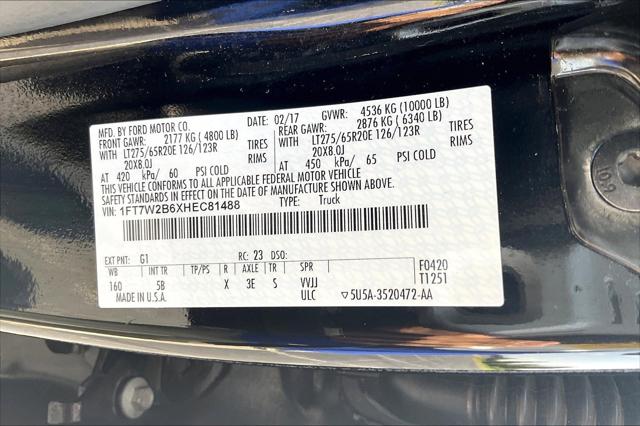 MFD. BY FORD MOTOR CO. DATE: 02/17 GVWR: 4536 KG (10000 LB)
FRONT GAWR: 2177 KG ( 4800 LB) REAR GAWR: 2876 KG ( 6340 LB)
WITH LT275/65R20E 126/123R TIRES WITH LT275/65R20E 126/123R TIRES
20X8.0J RIMS 20X8.0J RIMS
AT 420 kPa/ 60 PSI COLD AT 450 kPa/ 65 PSI COLD
THIS VEHICLE CONFORMS TO ALL APPLICABLE FEDERAL MOTOR VEHICLE
SAFETY STANDARDS IN EFFECT ON THE DATE OF MANUFACTURE SHOWN ABOVE.
VIN: 1FT7W2B6XHEC81488 TYPE: Truck
EXT PNT: G1 RC: 23 DSO:
WB INT TR TP/PS R AXLE TR SPR F0420
160 5B X 3E S VVJJ T1251
MADE IN U.S.A. ULC ▽5U5A-3520472-AA